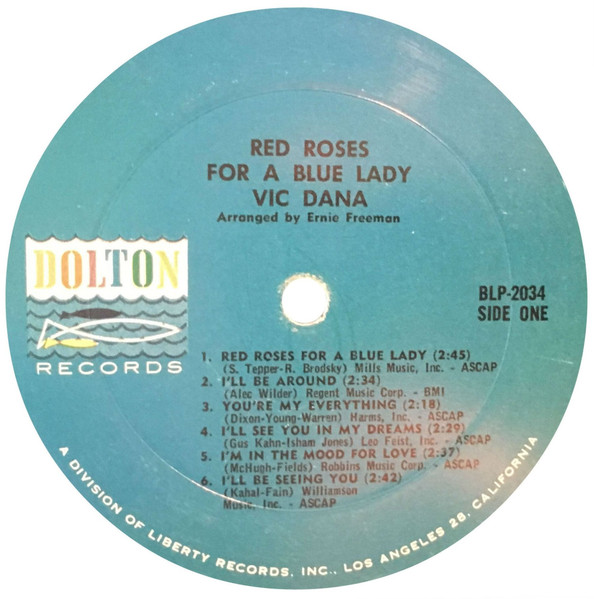 RED ROSES
FOR A BLUE LADY
VIC DANA
Arranged by Ernie Freeman
DOLTON
RECORDS
BLP-2034
SIDE ONE
1. RED ROSES FOR A BLUE LADY (2:45)
(S. Tepper-R. Brodsky) Mills Music, Inc. - ASCAP
2. I'LL BE AROUND (2:34)
(Alec Wilder) Regent Music Corp. - BMI
3. YOU'RE MY EVERYTHING (2:18)
(Dixon-Young-Warren) Harms, Inc. - ASCAP
4. I'LL SEE YOU IN MY DREAMS (2:29)
(Gus Kahn-Isham Jones) Leo Feist, Inc. - ASCAP
5. I'M IN THE MOOD FOR LOVE (2:37)
(McHugh-Fields) Robbins Music Corp. - ASCAP
6. I'LL BE SEEING YOU (2:42)
(Kahal-Fain) Williamson
Music, Inc. - ASCAP
A DIVISION OF LIBERTY RECORDS, INC., LOS ANGELES 28, CALIFORNIA